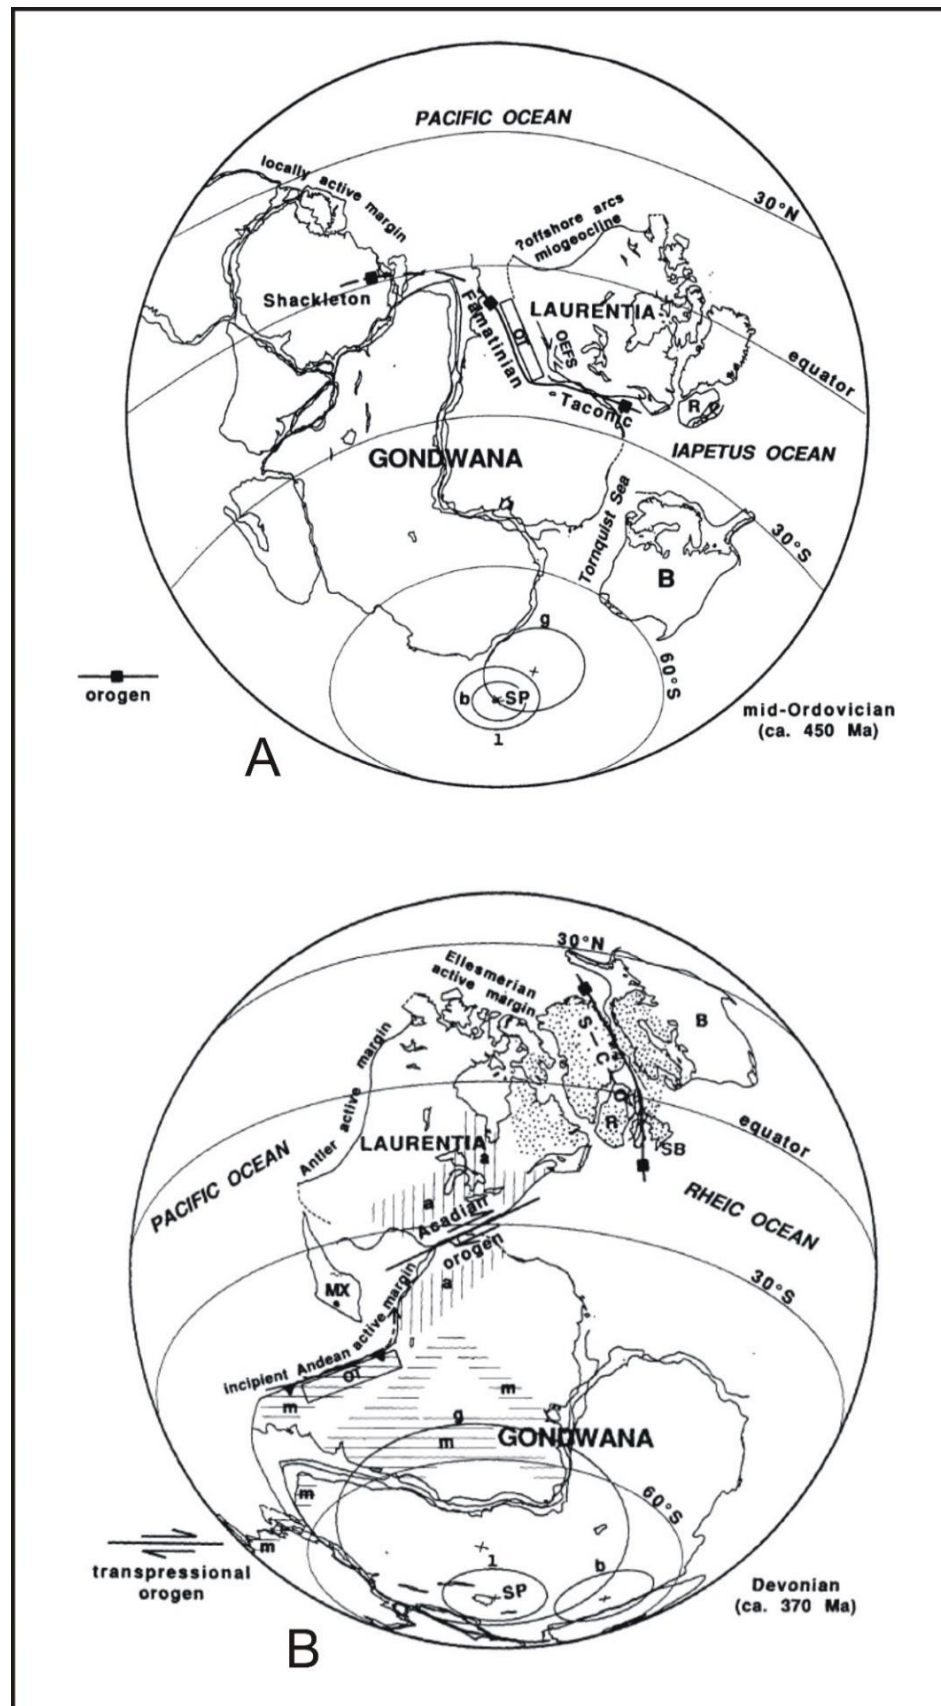 PACIFIC OCEAN
locally active margin
30°N
?offshore arcs
miogeocline
Shackleton
LAURENTIA
Famatinian
OT
OEFS
equator
Taconic
R
GONDWANA
IAPETUS OCEAN
Tornquist Sea
30°S
B
g
60°S
orogen
b
SP
l
mid-Ordovician
(ca. 450 Ma)
A
30°N
Ellesmerian
active margin
B
S-C
Antler active margin
equator
LAURENTIA
R
SB
a
PACIFIC OCEAN
RHEIC OCEAN
a
Acadian
orogen
a
30°S
MX
incipient Andean active margin
OT
m
m
g
m
GONDWANA
m
60°S
m
transpressional
orogen
l
b
SP
Devonian
(ca. 370 Ma)
B